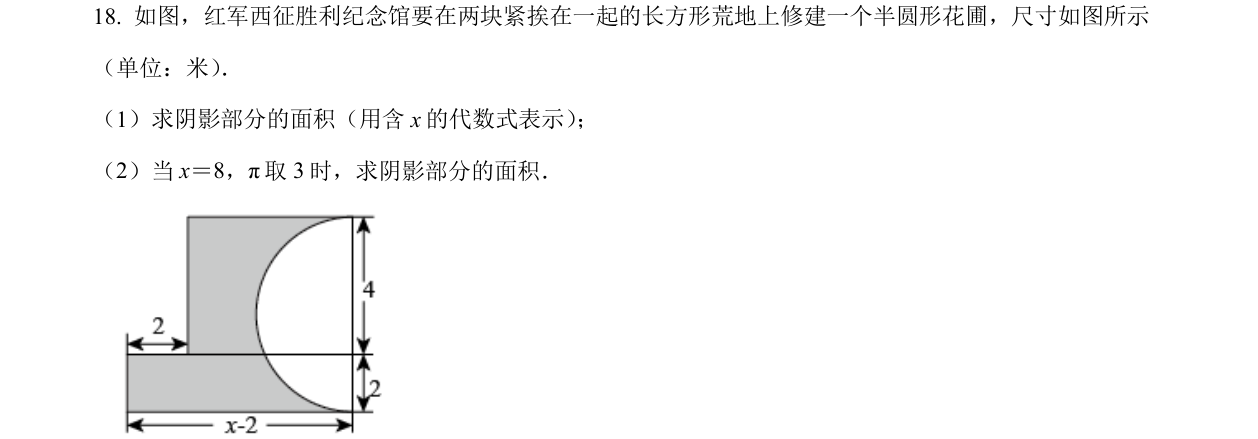 18. 如图，红军西征胜利纪念馆要在两块紧挨在一起的长方形荒地上修建一个半圆形花圃，尺寸如图所示
（单位：米）.
（1）求阴影部分的面积（用含 x 的代数式表示）；
（2）当 x＝8，π 取 3 时，求阴影部分的面积.
4
2
2
x-2